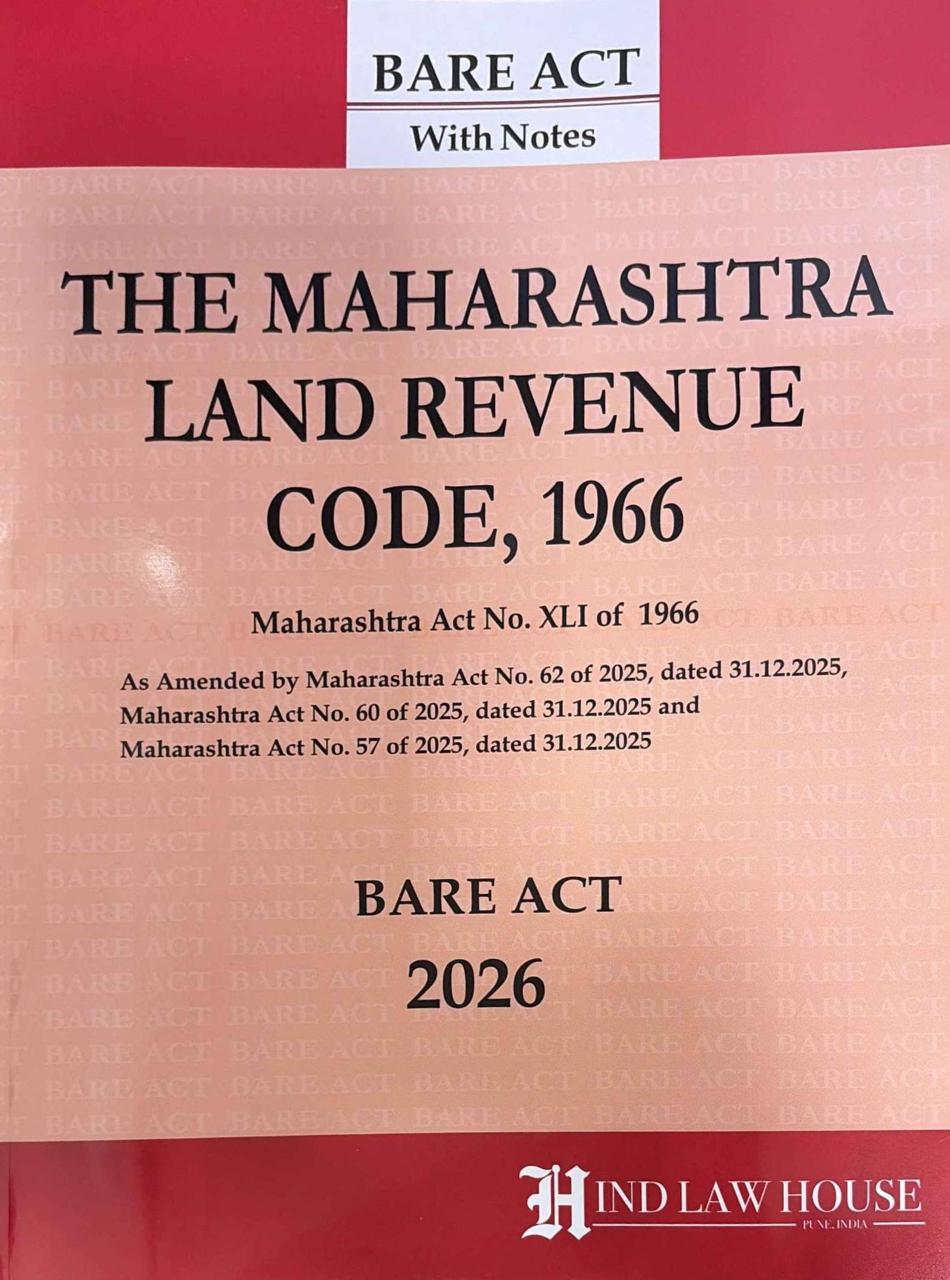 BARE ACT
With Notes
THE MAHARASHTRA
LAND REVENUE
CODE, 1966
Maharashtra Act No. XLI of 1966
As Amended by Maharashtra Act No. 62 of 2025, dated 31.12.2025,
Maharashtra Act No. 60 of 2025, dated 31.12.2025 and
Maharashtra Act No. 57 of 2025, dated 31.12.2025
BARE ACT
2026
HIND LAW HOUSE
PUNE, INDIA